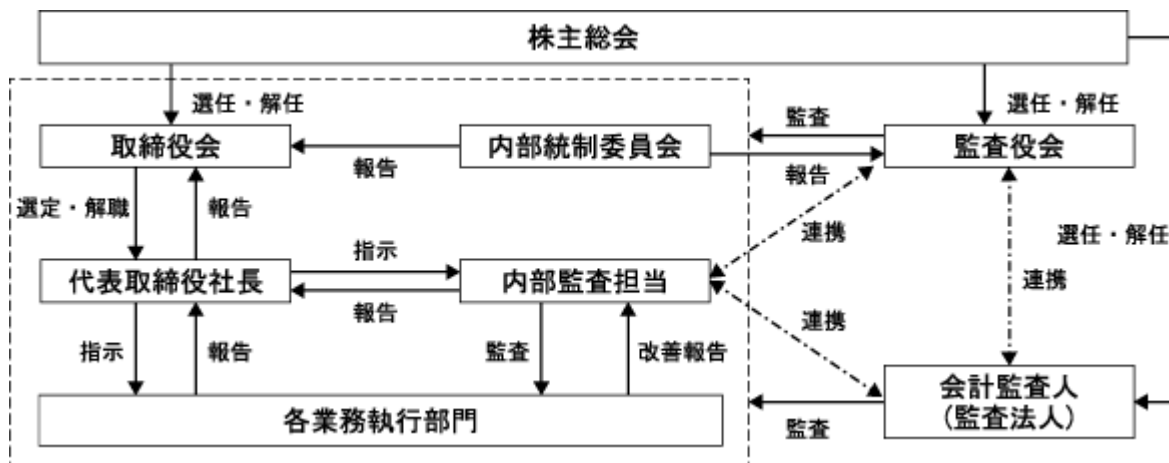 株主総会
選任・解任
選任・解任
取締役会
内部統制委員会
監査
監査役会
報告
報告
選定・解職
報告
連携
選任・解任
指示
代表取締役社長
内部監査担当
連携
報告
連携
指示
報告
監査
改善報告
会計監査人
(監査法人)
各業務執行部門
監査